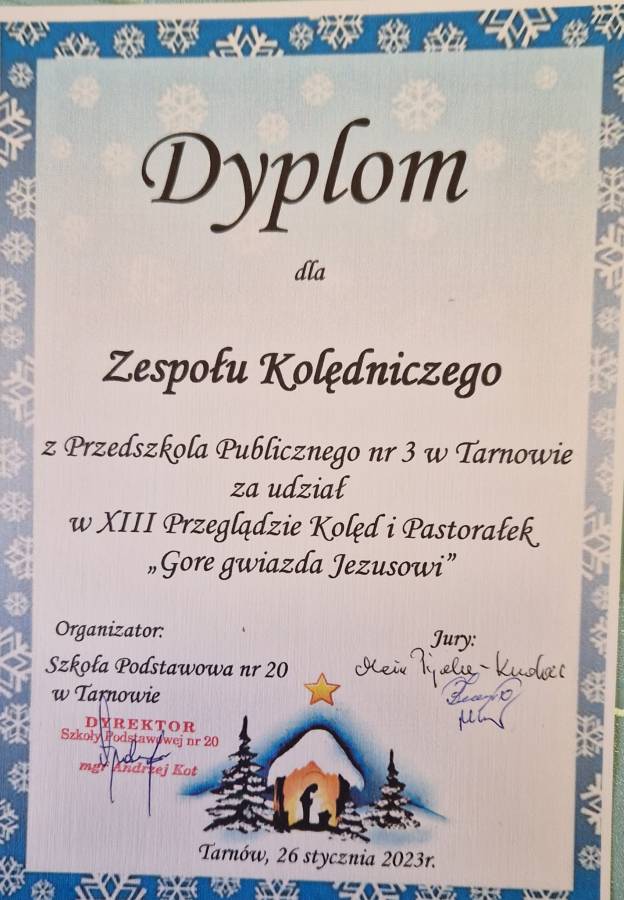 Dyplom
dla
Zespołu Kolędniczego
z Przedszkola Publicznego nr 3 w Tarnowie
za udział
w XIII Przeglądzie Kolęd i Pastorałek
„Gore gwiazda Jezusowi”
Organizator:
Szkoła Podstawowa nr 20
w Tarnowie
DYREKTOR
Szkoły Podstawowej nr 20
mgr Andrzej Kot
Jury:
Tarnów, 26 stycznia 2023r.